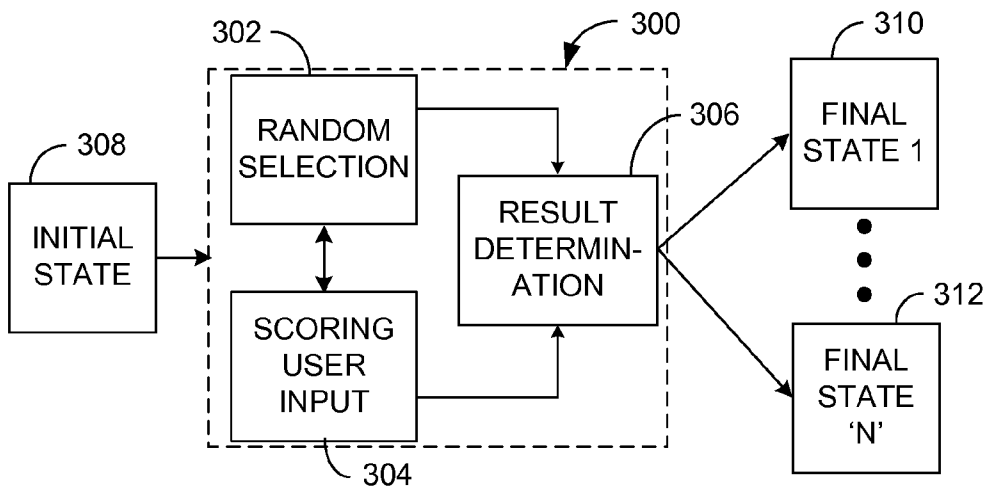 300
302
RANDOM
SELECTION
308
INITIAL
STATE
304
SCORING
USER
INPUT
306
RESULT
DETERMIN-
ATION
310
FINAL
STATE 1
312
FINAL
STATE
‘N’